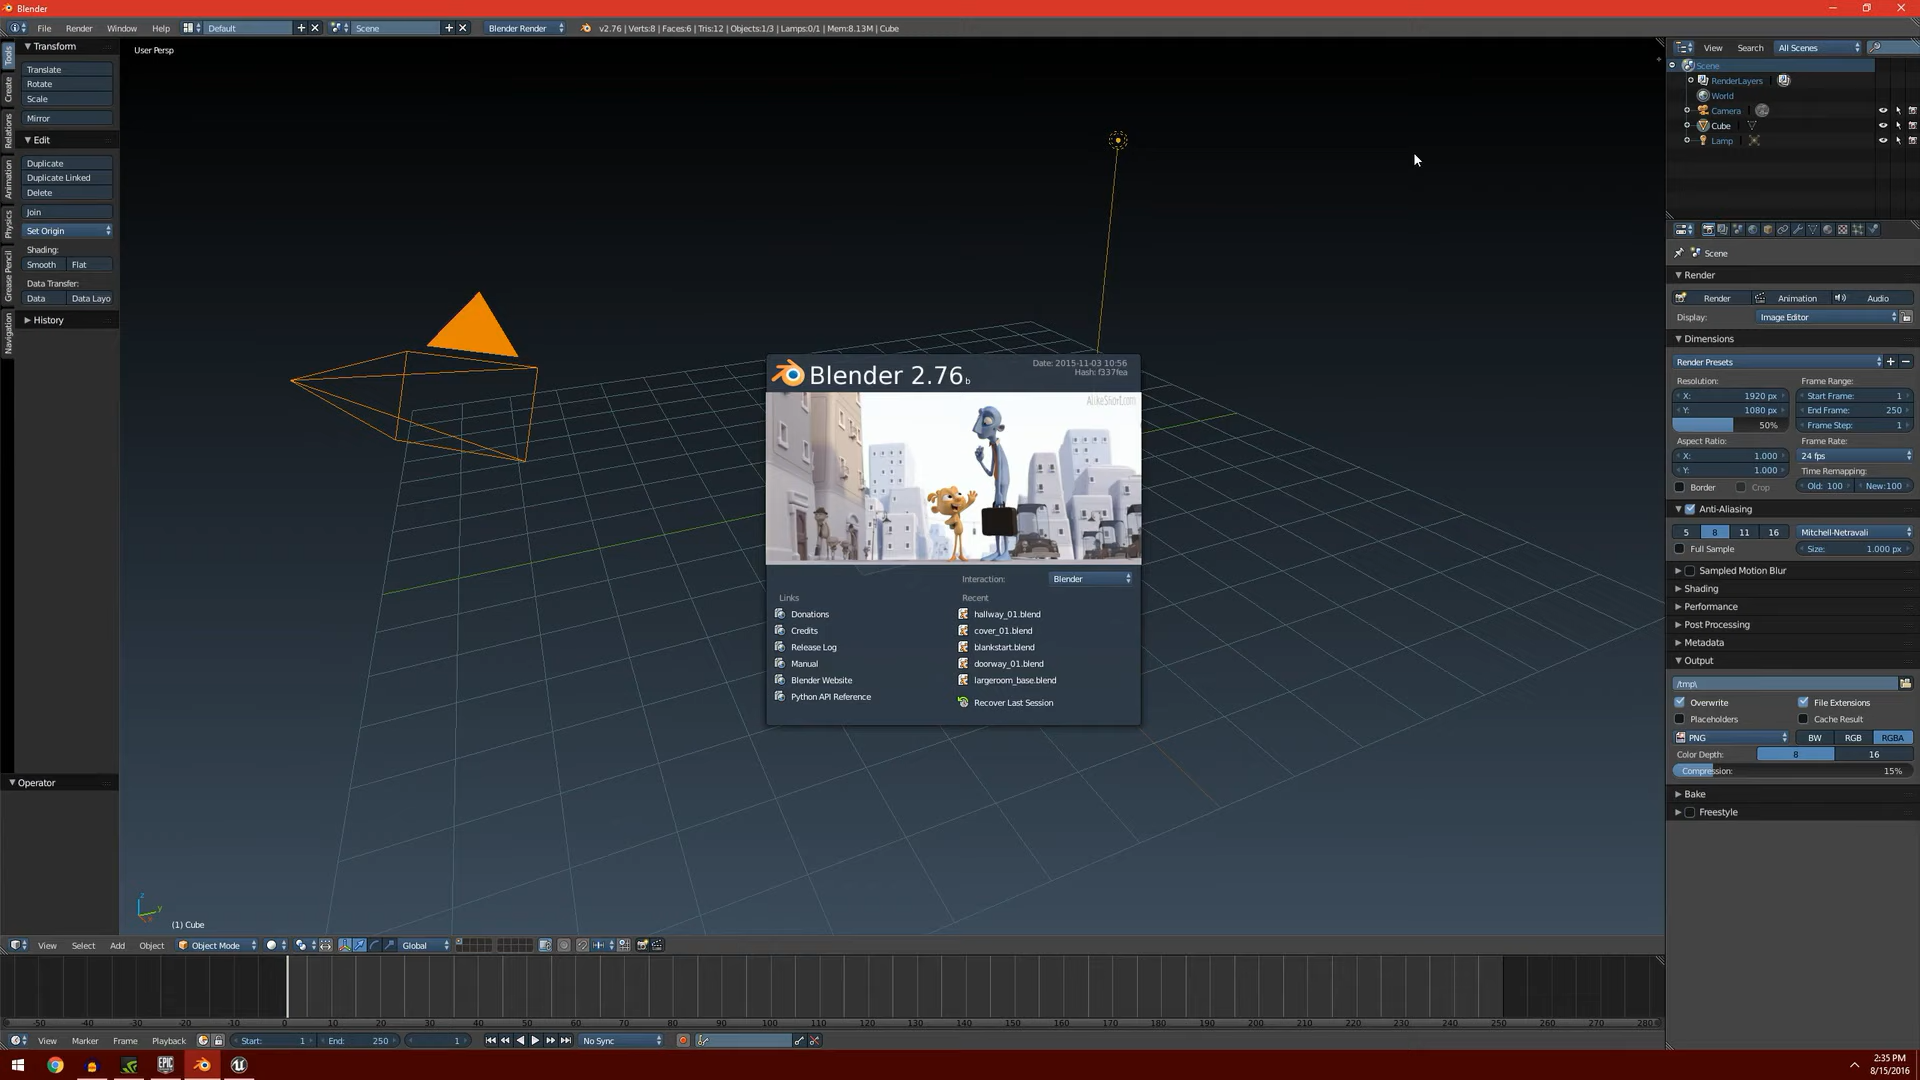 Blender
File Render Window Help Default Scene Blender Render v2.76 | Verts:8 | Faces:6 | Tris:12 | Objects:1/3 | Lamps:0/1 | Mem:8.13M | Cube
Tools
Create
Relations
Animation
Physics
Grease Pencil
Navigation
Transform
Translate
Rotate
Scale
Mirror
Edit
Duplicate
Duplicate Linked
Delete
Join
Set Origin
Shading:
Smooth Flat
Data Transfer:
Data Data Layo
History
Operator
User Persp
Blender 2.76b
Date: 2015-11-03 10:56
Hash: f337fea
AlikeShort.com
Interaction: Blender
Links
Donations
Credits
Release Log
Manual
Blender Website
Python API Reference
Recent
hallway_01.blend
cover_01.blend
blankstart.blend
doorway_01.blend
largeroom_base.blend
Recover Last Session
z
y
(1) Cube
View Select Add Object Object Mode Global
-50 -40 -30 -20 -10 0 10 20 30 40 50 60 70 80 90 100 110 120 130 140 150 160 170 180 190 200 210 220 230 240 250 260 270 280
View Marker Frame Playback Start: 1 End: 250 1 No Sync
View Search All Scenes
Scene
RenderLayers
World
Camera
Cube
Lamp
Scene
Render
Render Animation Audio
Display: Image Editor
Dimensions
Render Presets
Resolution: Frame Range:
X: 1920 px Start Frame: 1
Y: 1080 px End Frame: 250
50% Frame Step: 1
Aspect Ratio: Frame Rate:
X: 1.000 24 fps
Y: 1.000 Time Remapping:
Border Crop Old: 100 New:100
Anti-Aliasing
5 8 11 16 Mitchell-Netravali
Full Sample Size: 1.000 px
Sampled Motion Blur
Shading
Performance
Post Processing
Metadata
Output
/tmp\
Overwrite File Extensions
Placeholders Cache Result
PNG BW RGB RGBA
Color Depth: 8 16
Compression: 15%
Bake
Freestyle
EPIC
GAMES
2:35 PM
8/15/2016